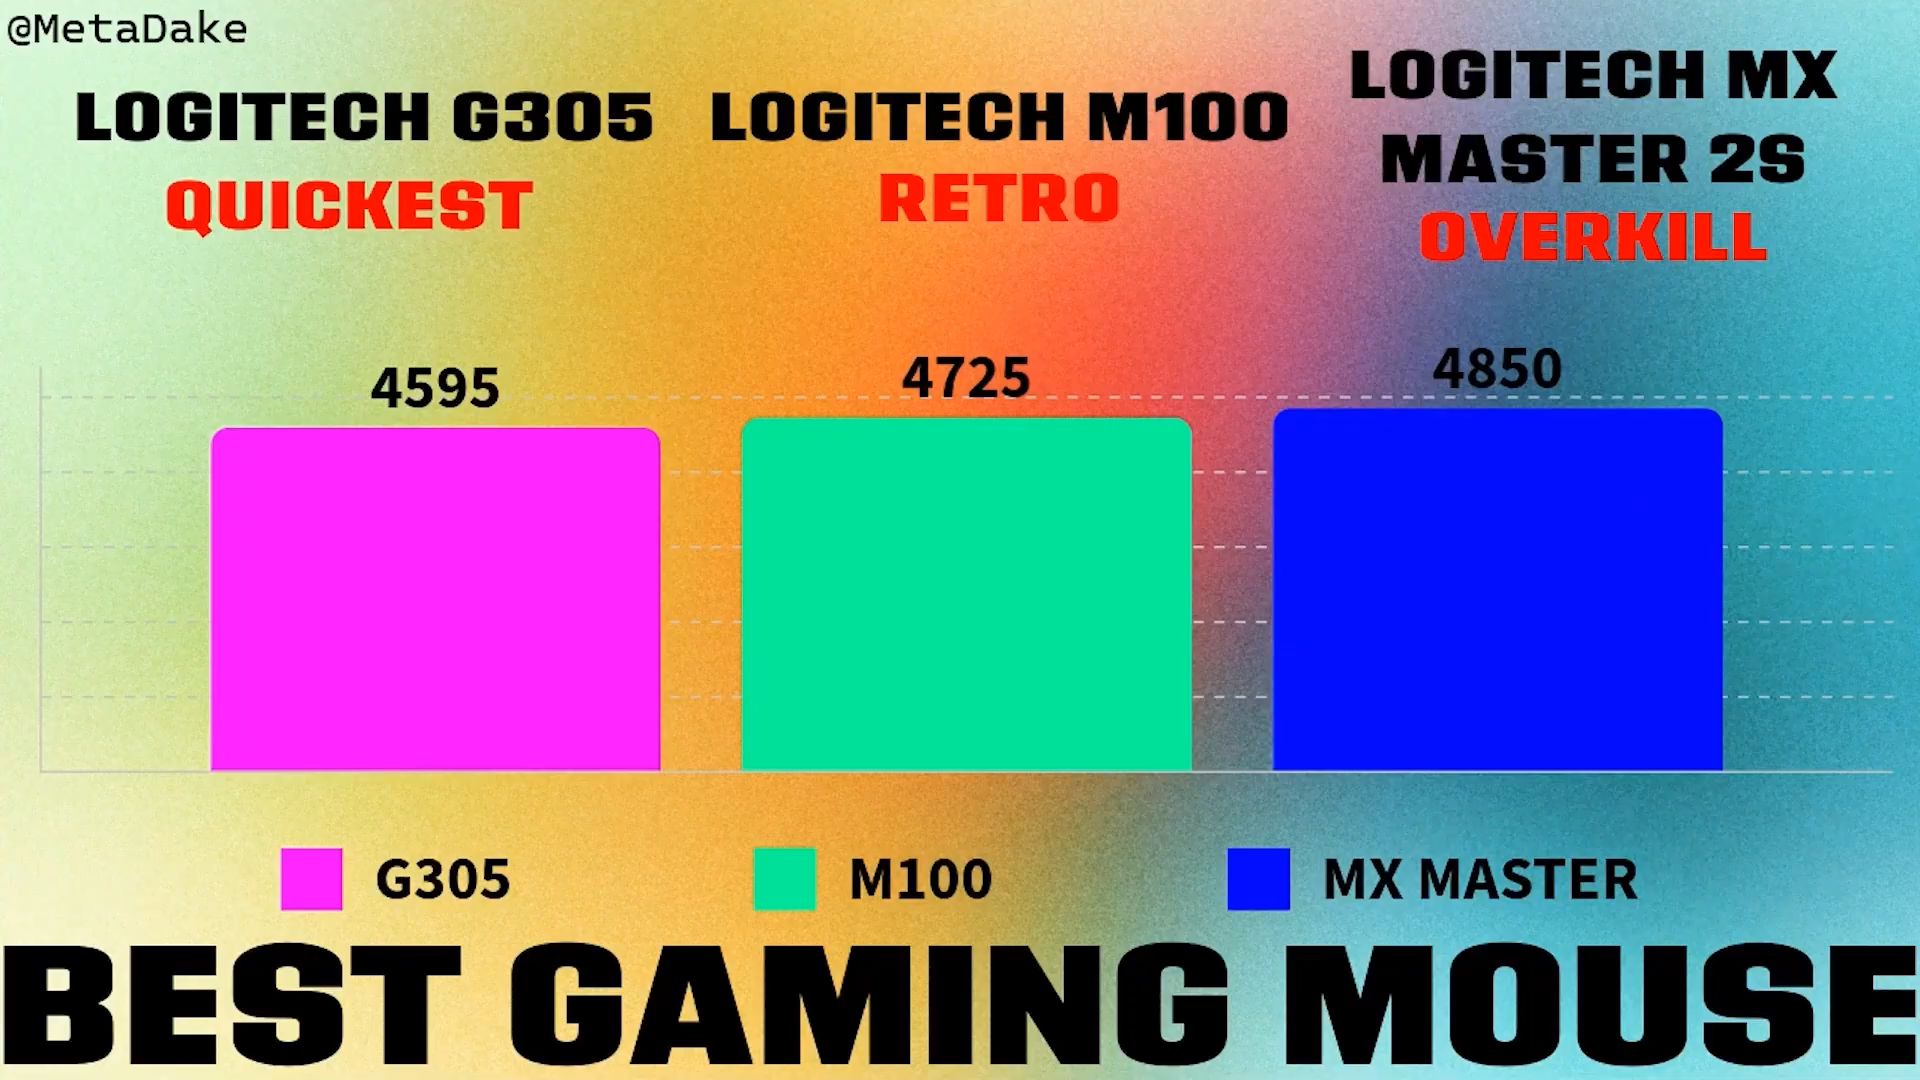 @MetaDake
LOGITECH G305
QUICKEST
LOGITECH M100
RETRO
LOGITECH MX
MASTER 2S
OVERKILL
4595
4725
4850
G305
M100
MX MASTER
BEST GAMING MOUSE